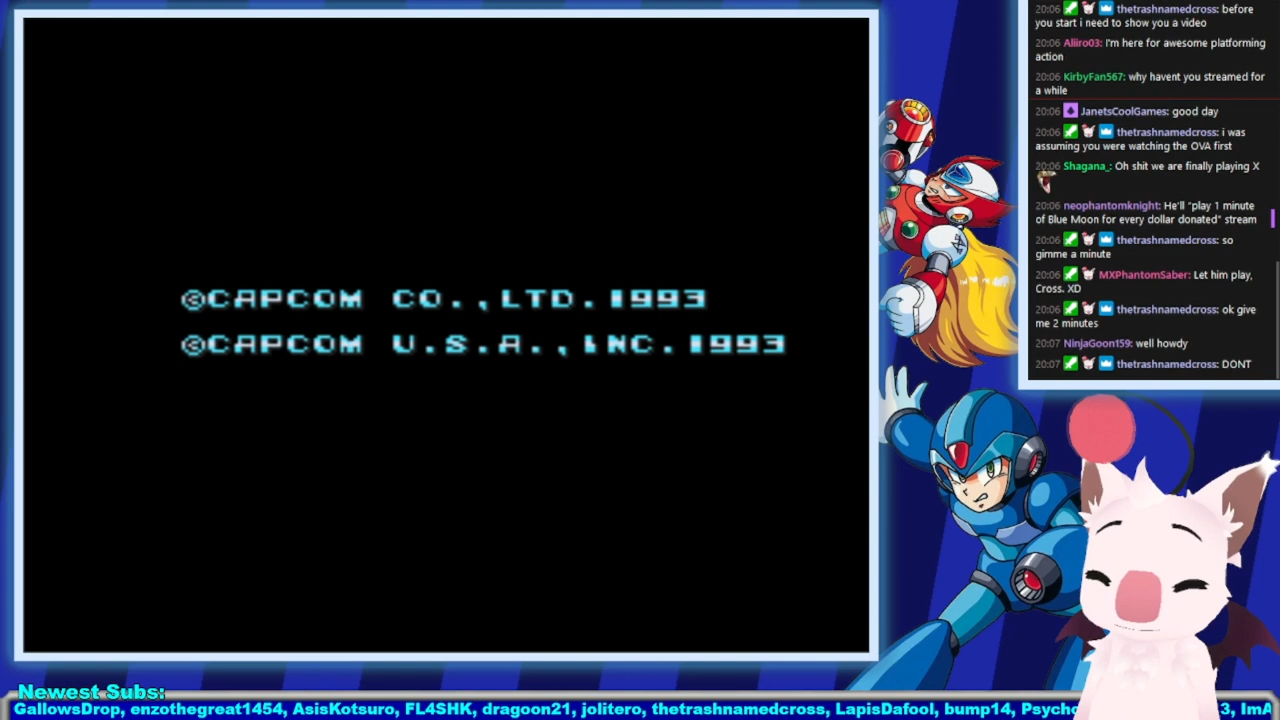 ©CAPCOM CO.,LTD.1993
©CAPCOM U.S.A.,INC.1993
20:06 thetrashnamedcross: before
you start i need to show you a video
20:06 Aliiro03: I'm here for awesome platforming
action
20:06 KirbyFan567: why havent you streamed for
a while
20:06 JanetsCoolGames: good day
20:06 thetrashnamedcross: i was
assuming you were watching the OVA first
20:06 Shagana_: Oh shit we are finally playing X
20:06 neophantomknight: He'll "play 1 minute
of Blue Moon for every dollar donated" stream
20:06 thetrashnamedcross: so
gimme a minute
20:06 MXPhantomSaber: Let him play,
Cross. XD
20:06 thetrashnamedcross: ok give
me 2 minutes
20:07 NinjaGoon159: well howdy
20:07 thetrashnamedcross: DONT
Newest Subs:
GallowsDrop, enzothegreat1454, AsisKotsuro, FL4SHK, dragoon21, jolitero, thetrashnamedcross, LapisDafool, bump14, Psycho 3, ImA